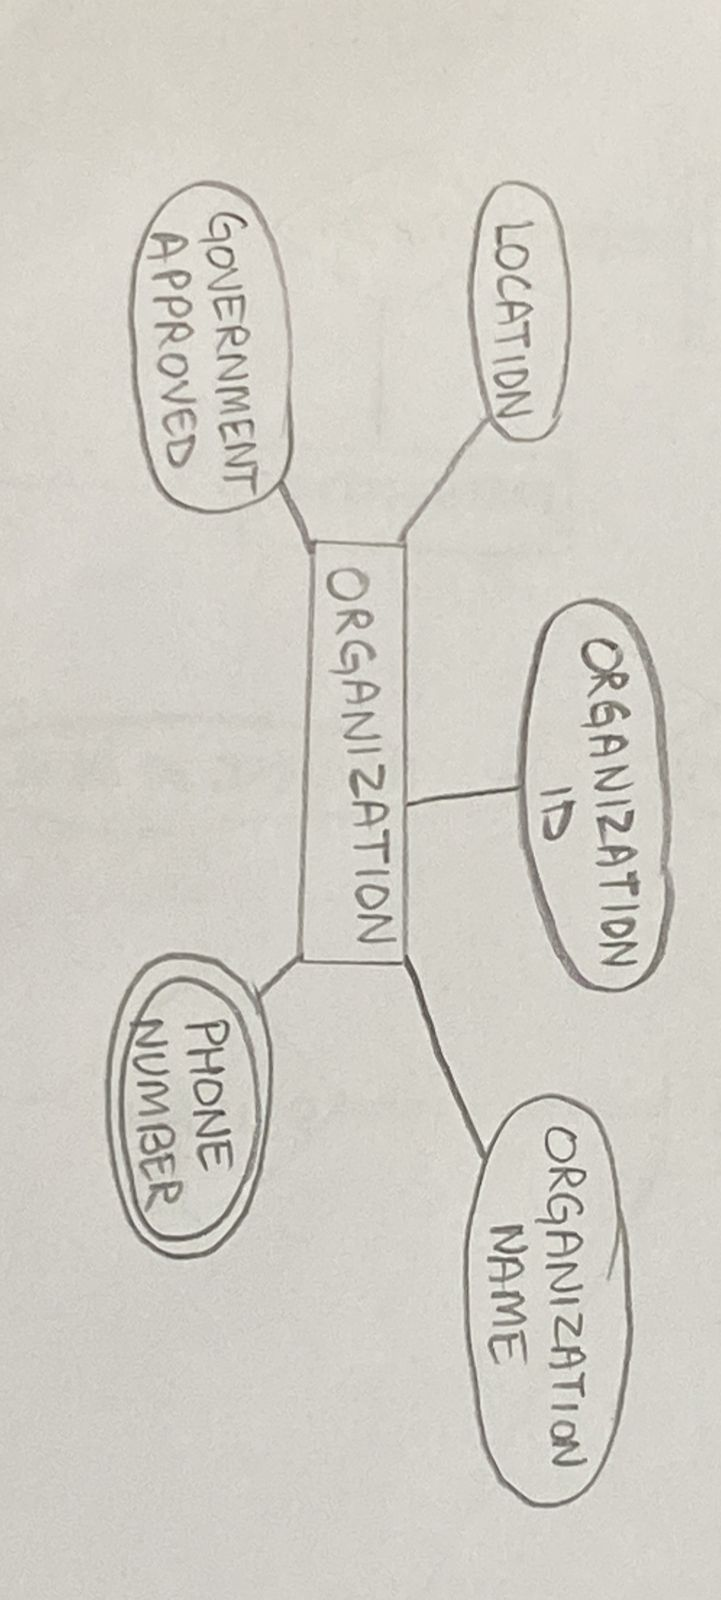 LOCATION
ORGANIZATION
ID
ORGANIZATION
NAME
ORGANIZATION
GOVERNMENT
APPROVED
PHONE
NUMBER